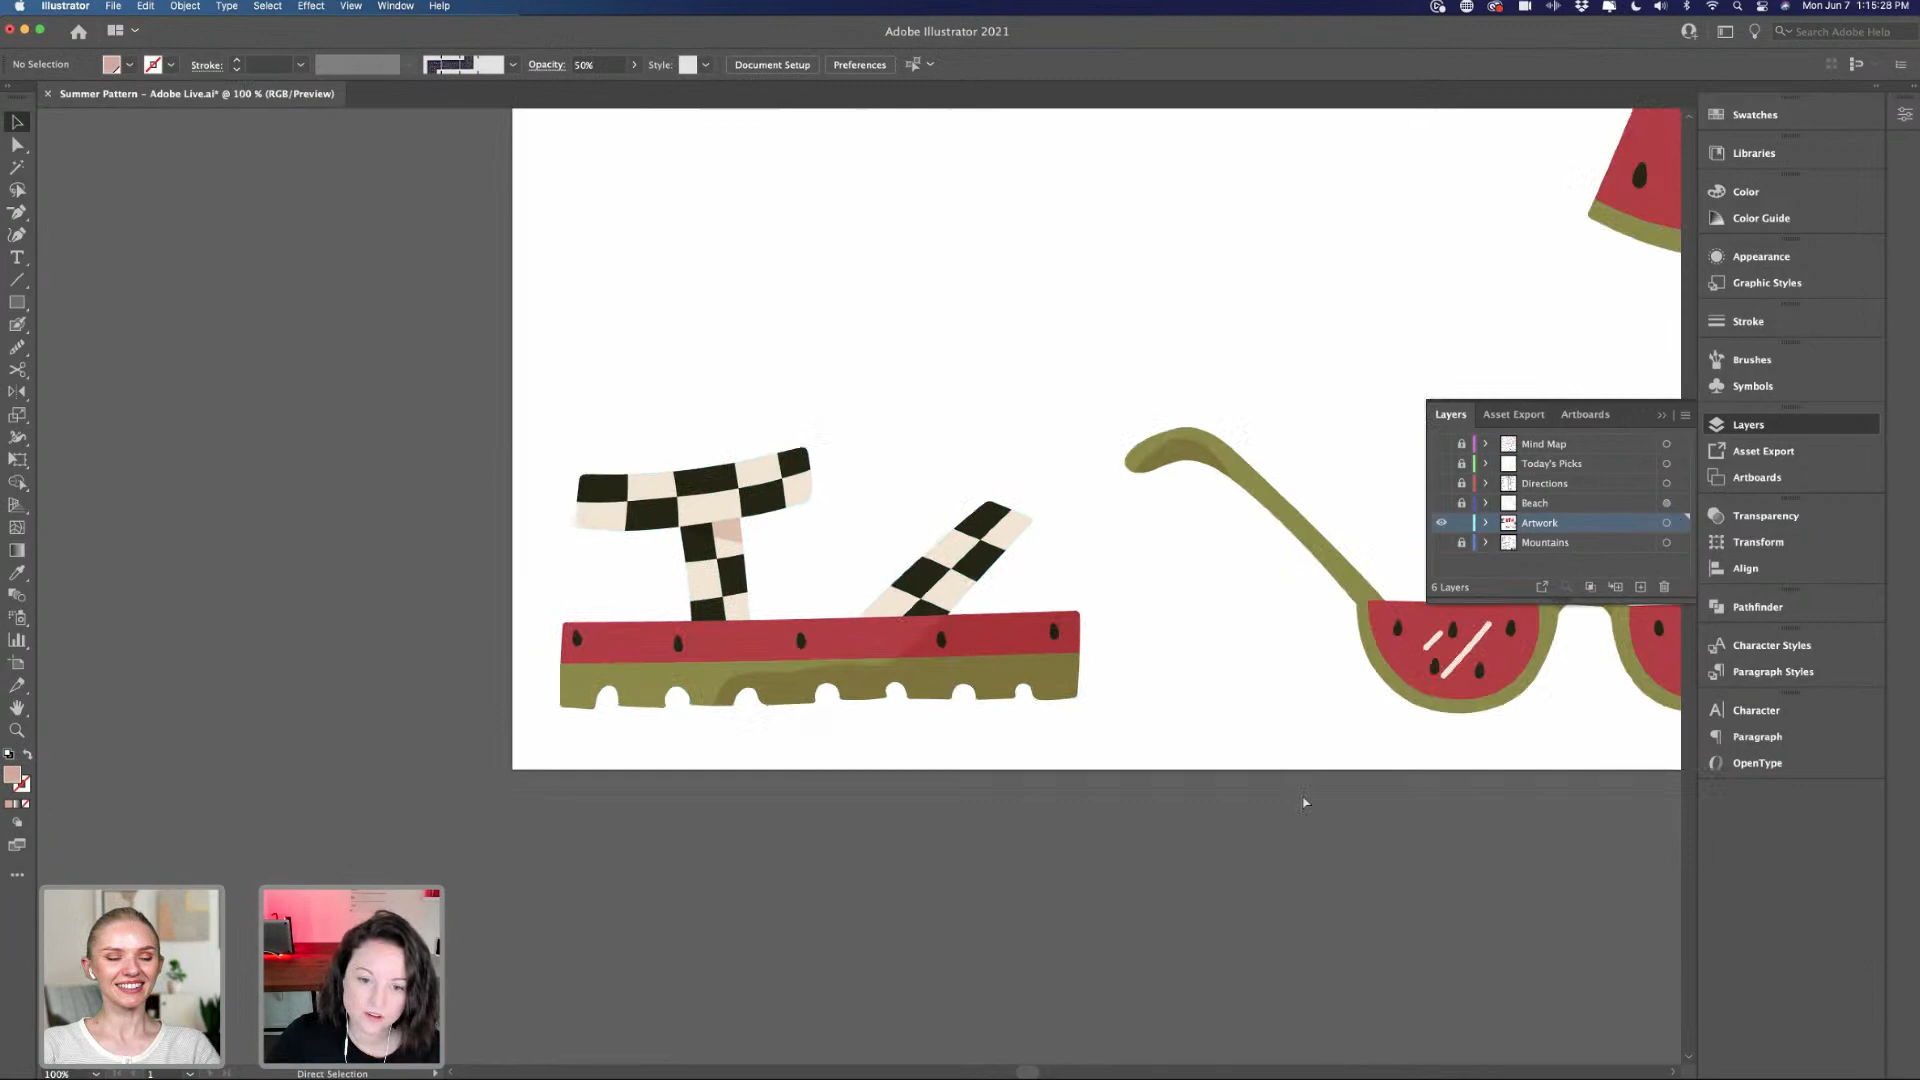 Illustrator File Edit Object Type Select Effect View Window Help
Mon Jun 7 1:15:28 PM
Adobe Illustrator 2021
Search Adobe Help
No Selection
Stroke:
Opacity: 50%
Style:
Document Setup
Preferences
× Summer Pattern – Adobe Live.ai* @ 100 % (RGB/Preview)
Swatches
Libraries
Color
Color Guide
Appearance
Graphic Styles
Stroke
Brushes
Symbols
Layers
Asset Export
Artboards
Transparency
Transform
Align
Pathfinder
Character Styles
Paragraph Styles
Character
Paragraph
OpenType
Layers Asset Export Artboards
Mind Map
Today's Picks
Directions
Beach
Artwork
Mountains
6 Layers
100% 1 Direct Selection